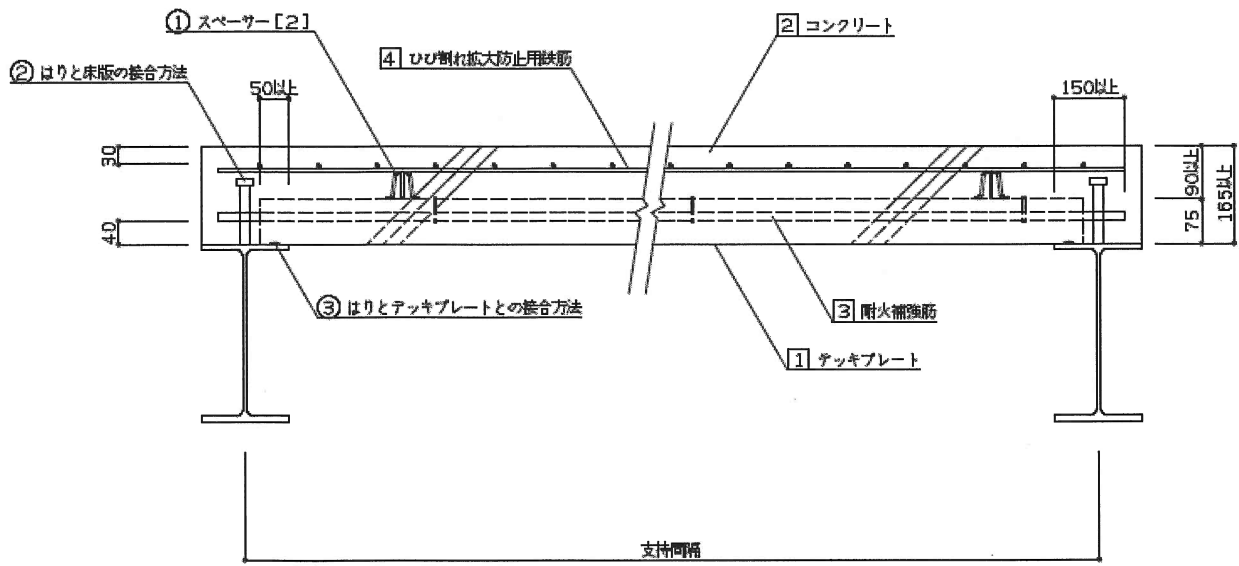 ① スペーサー[2]
2 コンクリート
4 ひび割れ拡大防止用鉄筋
② はりと床版の接合方法
50以上
150以上
30
90以上
165以上
40
75
③ はりとデッキプレートとの接合方法
3 耐火補強筋
1 デッキプレート
支持間隔